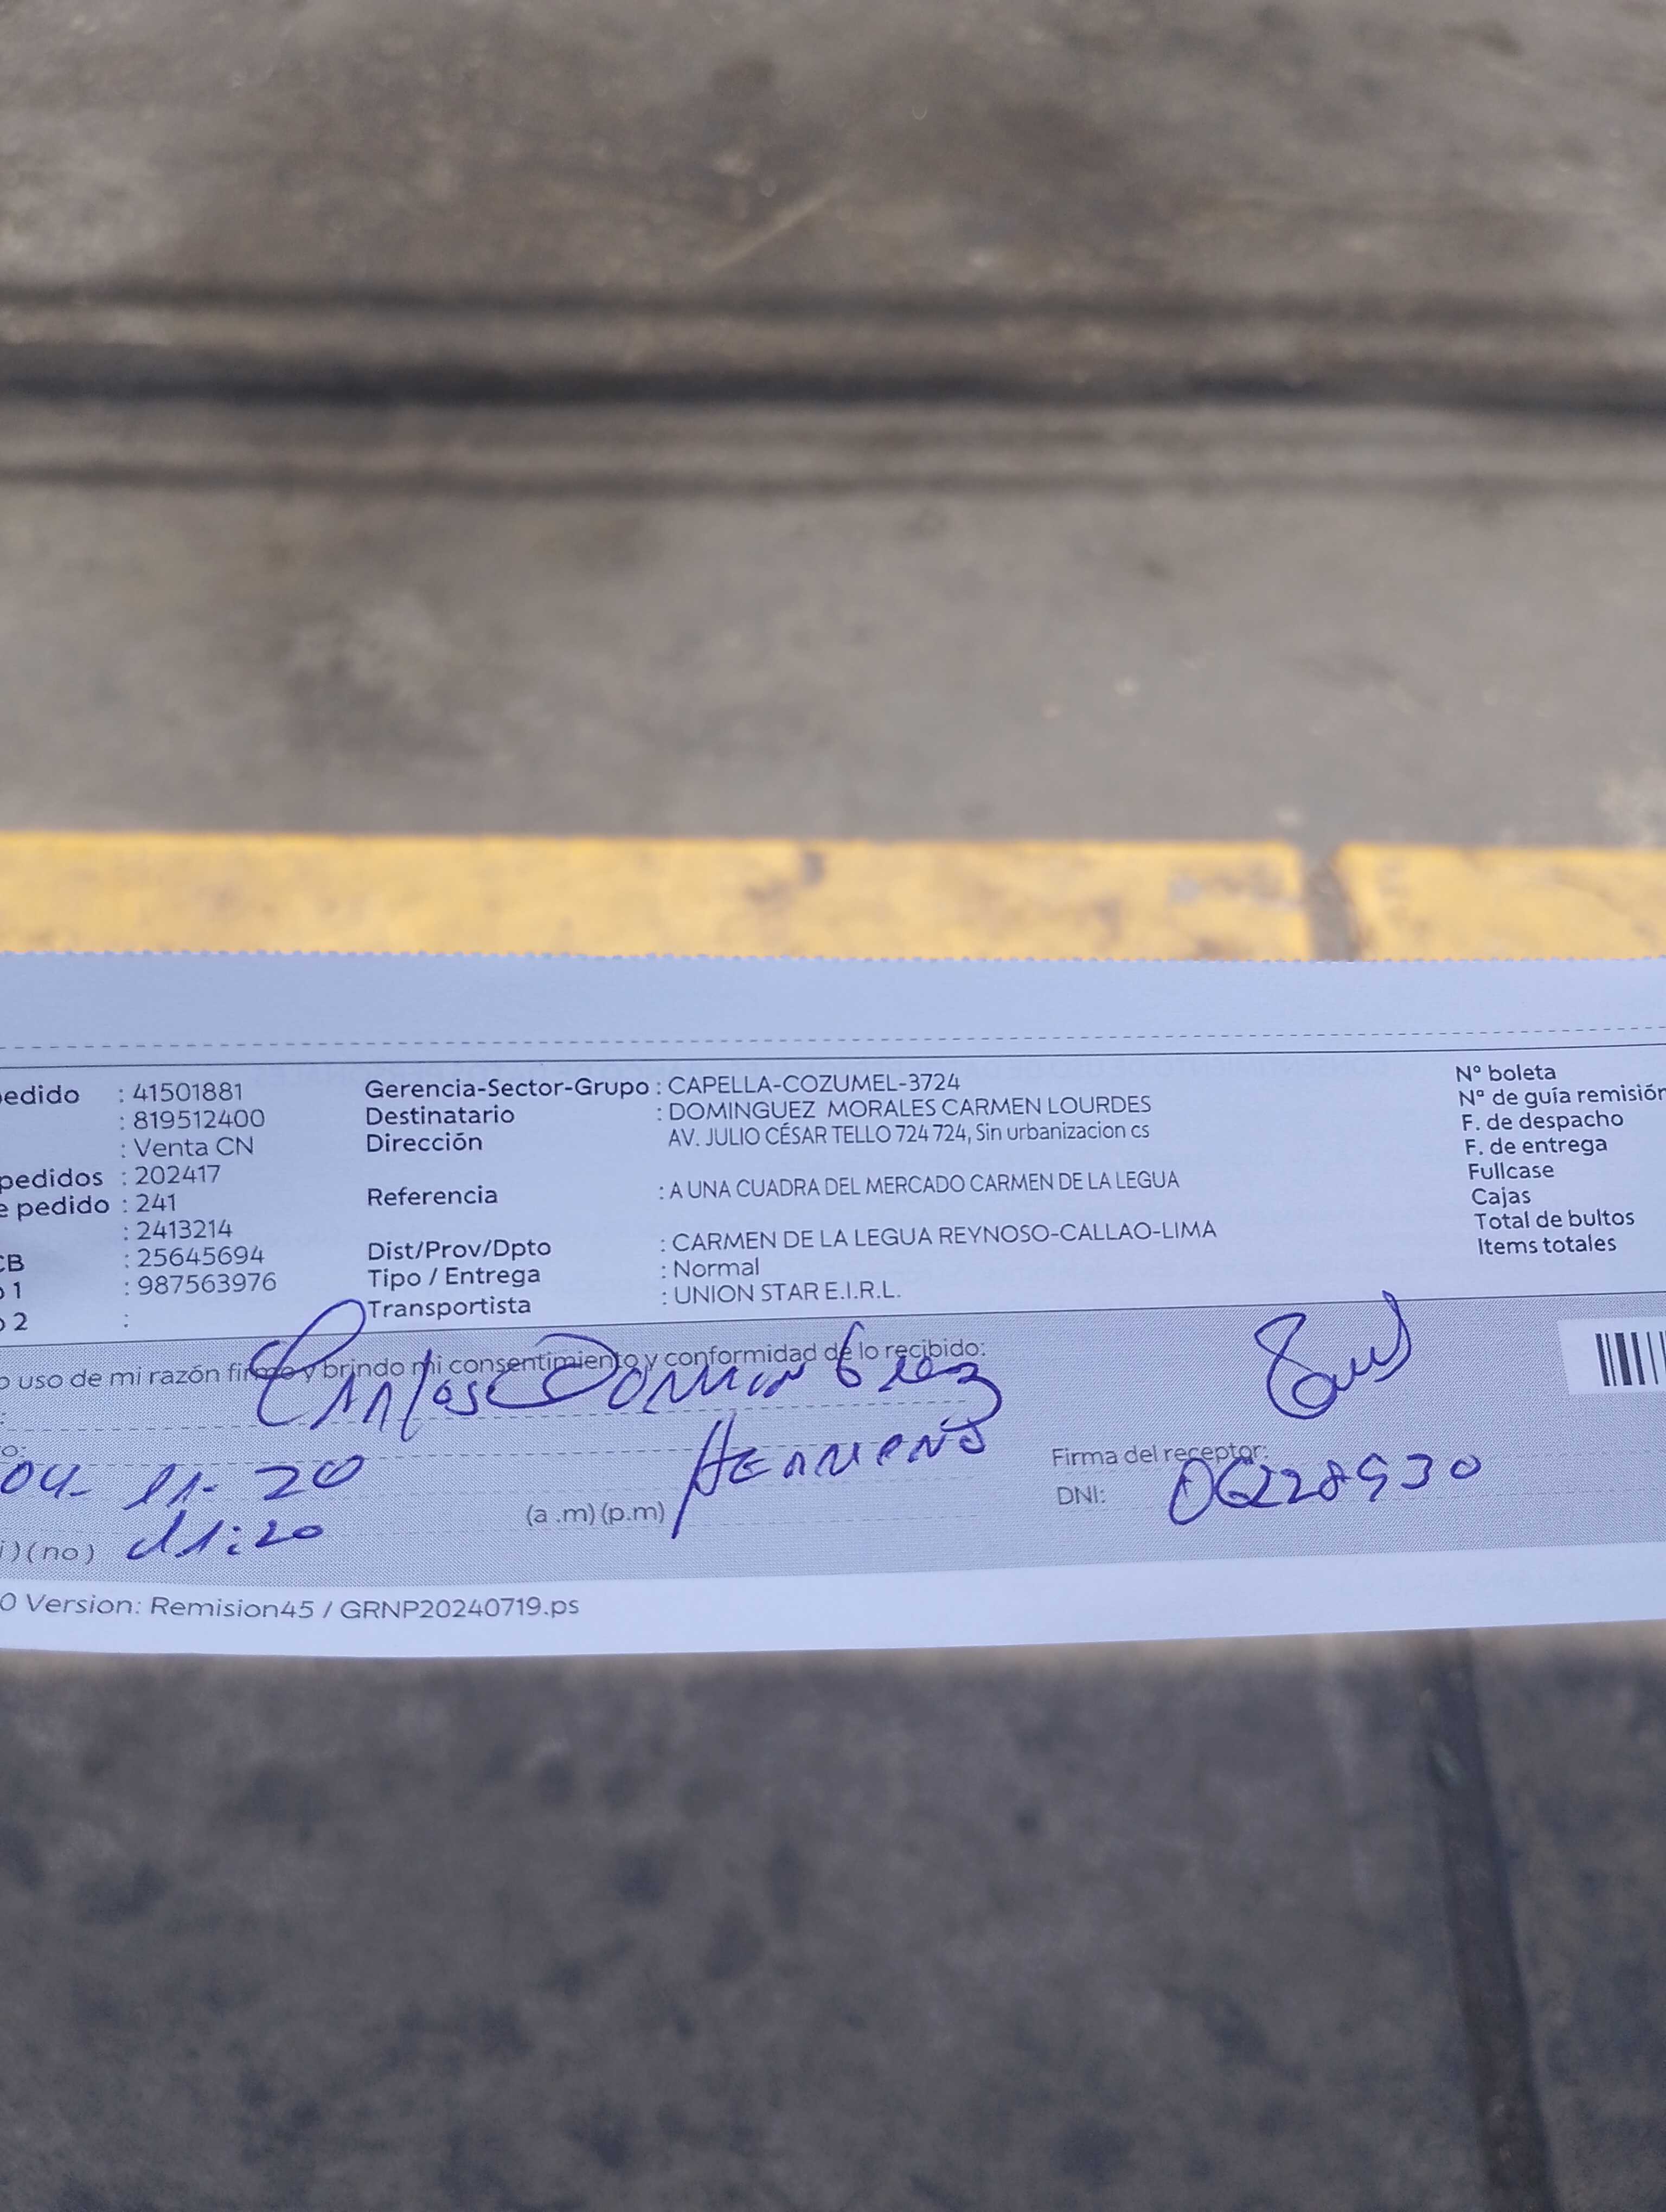 edido : 41501881 Gerencia-Sector-Grupo : CAPELLA-COZUMEL-3724 Nº boleta
: 819512400 Destinatario : DOMINGUEZ MORALES CARMEN LOURDES Nº de guía remisión
: Venta CN Dirección AV. JULIO CÉSAR TELLO 724 724, Sin urbanizacion cs F. de despacho
pedidos : 202417 F. de entrega
e pedido : 241 Referencia : A UNA CUADRA DEL MERCADO CARMEN DE LA LEGUA Fullcase
: 2413214 Cajas
CB : 25645694 Dist/Prov/Dpto : CARMEN DE LA LEGUA REYNOSO-CALLAO-LIMA Total de bultos
o 1 : 987563976 Tipo / Entrega : Normal Items totales
o 2 : Transportista : UNION STAR E.I.R.L.
o uso de mi razón firmo y brindo mi consentimiento y conformidad de lo recibido:
Carlos Dominguez
Hermano
o: Firma del receptor:
04- 11- 20 (a .m) (p.m) DNI: 06228930
i ) ( no ) 11:20
0 Version: Remision45 / GRNP20240719.ps